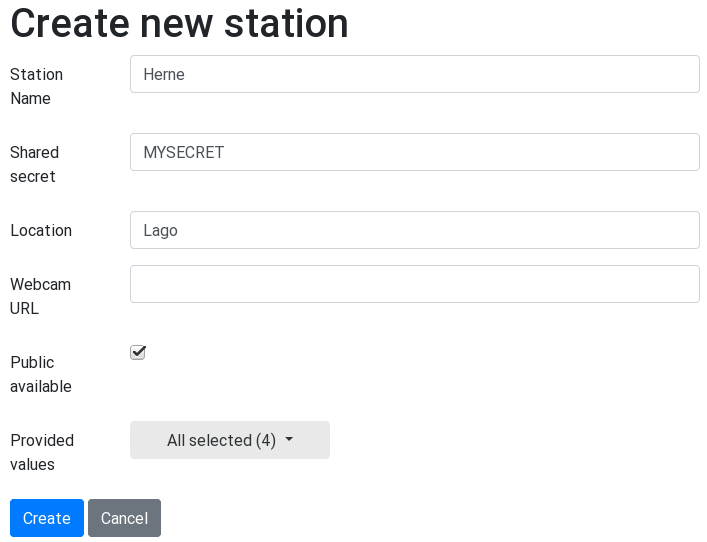 Create new station
Station
Name
Herne
Shared
secret
MYSECRET
Location
Lago
Webcam
URL
Public
available
Provided
values
All selected (4)
Create
Cancel